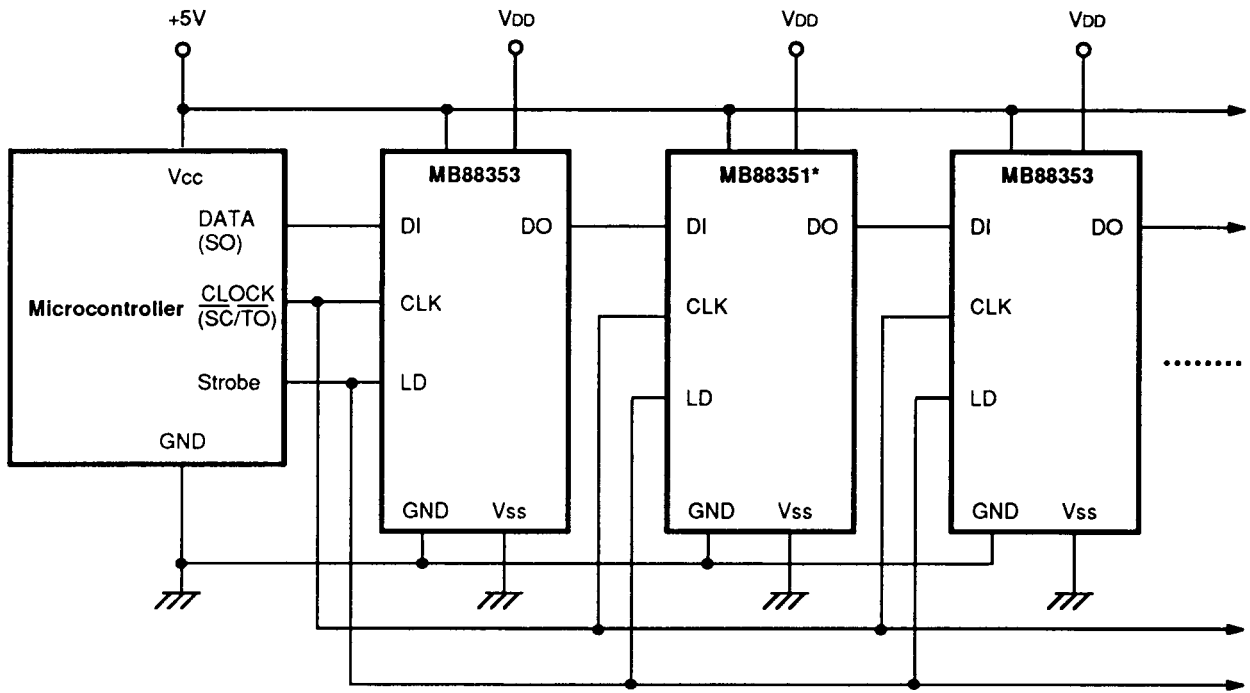 +5V
VDD
VDD
VDD
Vcc
MB88353
MB88351*
MB88353
DATA
(SO)
DI
DO
DI
DO
DI
DO
Microcontroller
CLOCK
(SC/TO)
CLK
CLK
CLK
Strobe
LD
LD
LD
........
GND
GND
Vss
GND
Vss
GND
Vss